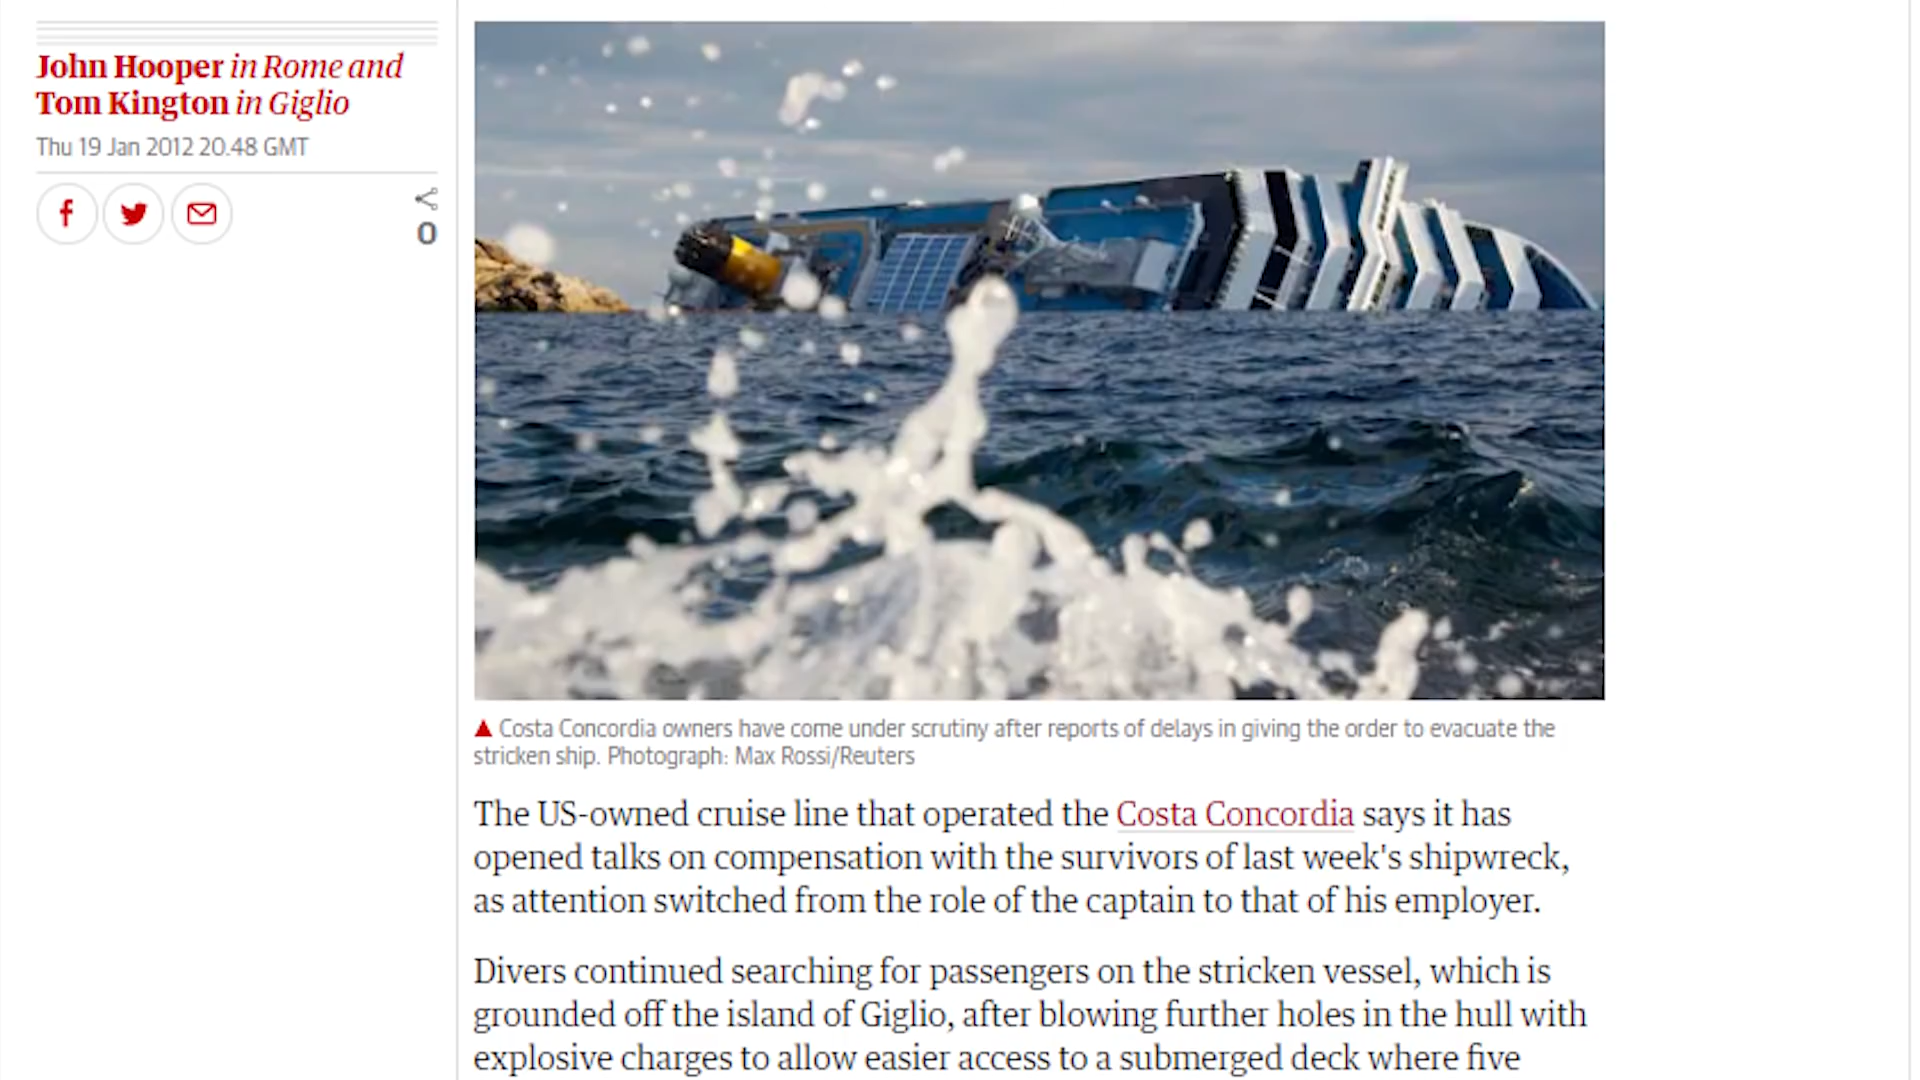 John Hooper in Rome and
Tom Kington in Giglio
Thu 19 Jan 2012 20.48 GMT
0
▲ Costa Concordia owners have come under scrutiny after reports of delays in giving the order to evacuate the
stricken ship. Photograph: Max Rossi/Reuters
The US-owned cruise line that operated the Costa Concordia says it has
opened talks on compensation with the survivors of last week's shipwreck,
as attention switched from the role of the captain to that of his employer.
Divers continued searching for passengers on the stricken vessel, which is
grounded off the island of Giglio, after blowing further holes in the hull with
explosive charges to allow easier access to a submerged deck where five